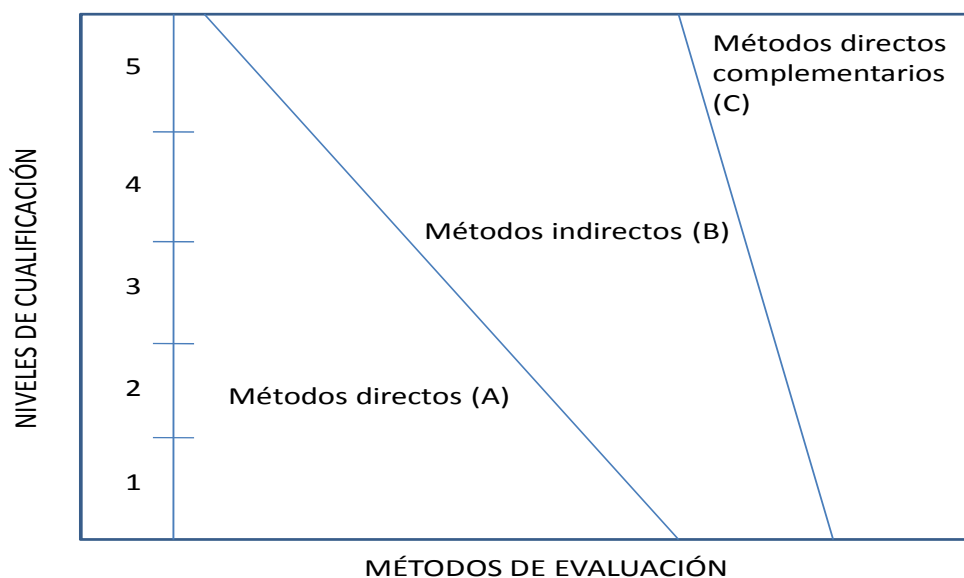 Métodos directos
complementarios
(C)
5
4
Métodos indirectos (B)
3
2
Métodos directos (A)
1
NIVELES DE CUALIFICACIÓN
MÉTODOS DE EVALUACIÓN